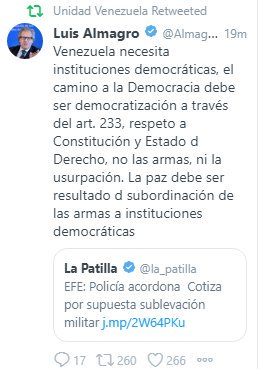 Unidad Venezuela Retweeted
Luis Almagro @Almag... 19m
Venezuela necesita
instituciones democráticas, el
camino a la Democracia debe
ser democratización a través
del art. 233, respeto a
Constitución y Estado d
Derecho, no las armas, ni la
usurpación. La paz debe ser
resultado d subordinación de
las armas a instituciones
democráticas
La Patilla @la_patilla
EFE: Policía acordona Cotiza
por supuesta sublevación
militar j.mp/2W64PKu
17 260 266